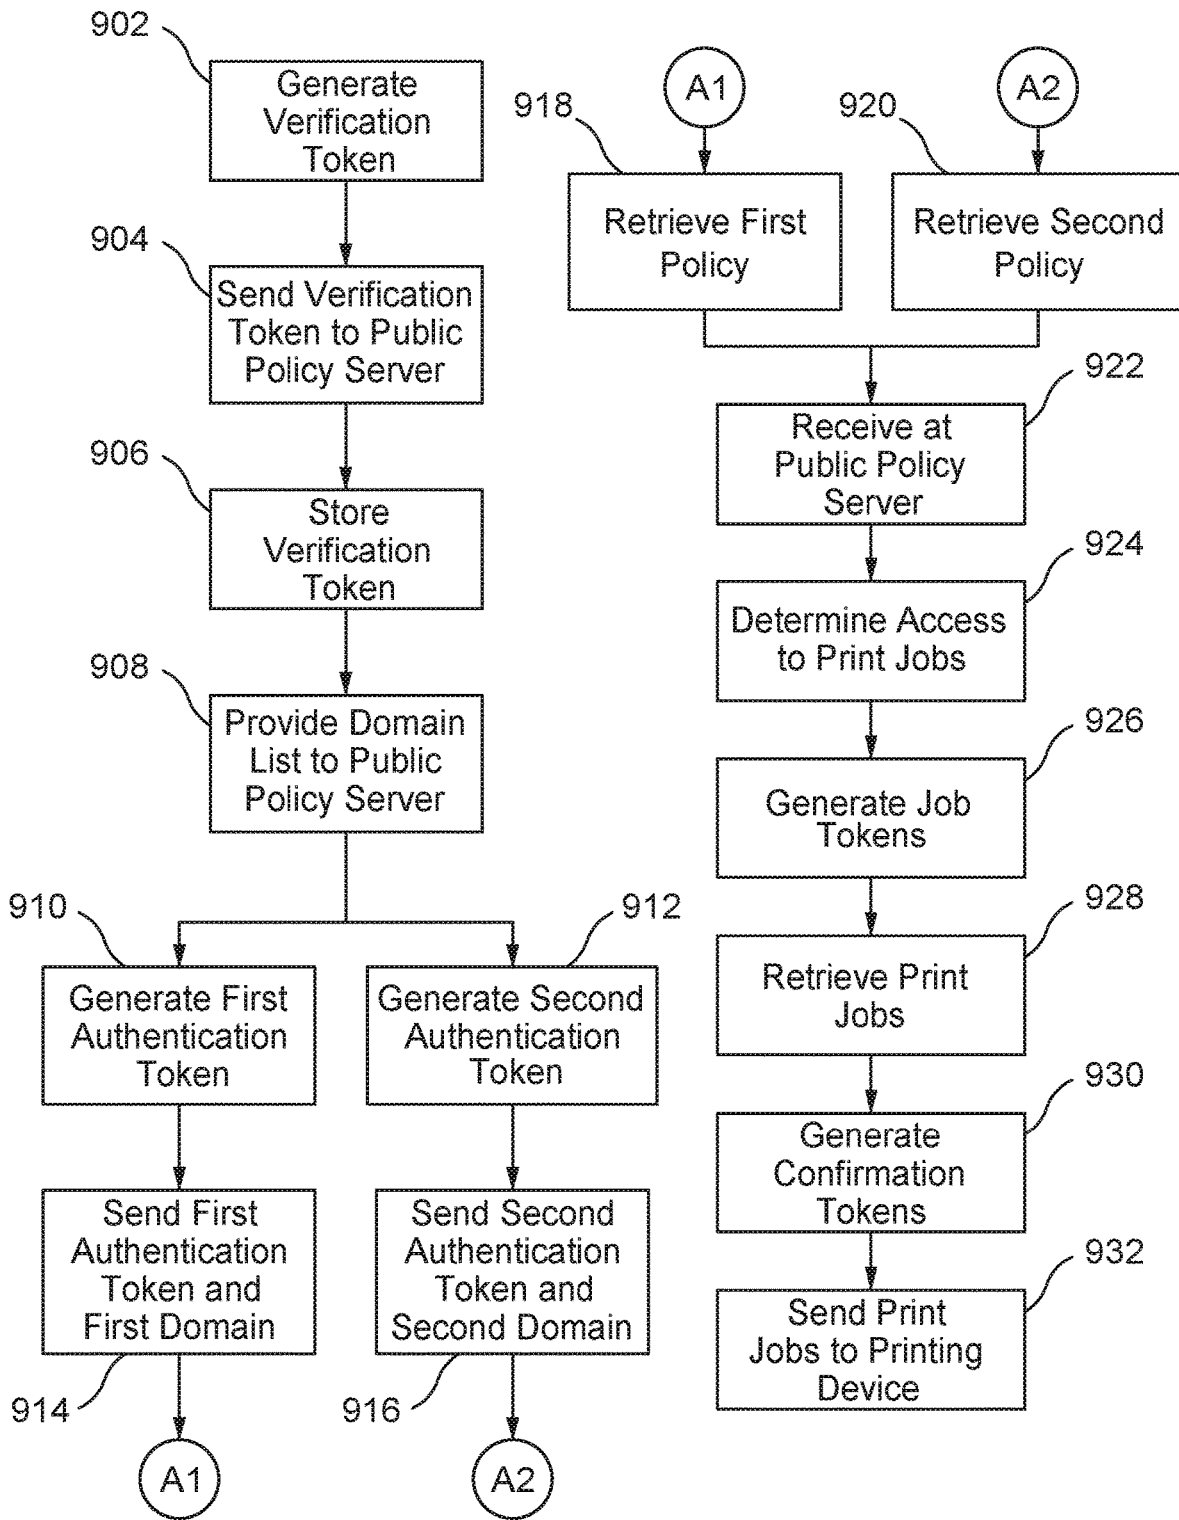 902
Generate
Verification
Token
904
Send Verification
Token to Public
Policy Server
906
Store
Verification
Token
908
Provide Domain
List to Public
Policy Server
910
Generate First
Authentication
Token
912
Generate Second
Authentication
Token
Send First
Authentication
Token and
First Domain
914
A1
Send Second
Authentication
Token and
Second Domain
916
A2
A1
918
Retrieve First
Policy
A2
920
Retrieve Second
Policy
922
Receive at
Public Policy
Server
924
Determine Access
to Print Jobs
926
Generate Job
Tokens
928
Retrieve Print
Jobs
930
Generate
Confirmation
Tokens
932
Send Print
Jobs to Printing
Device